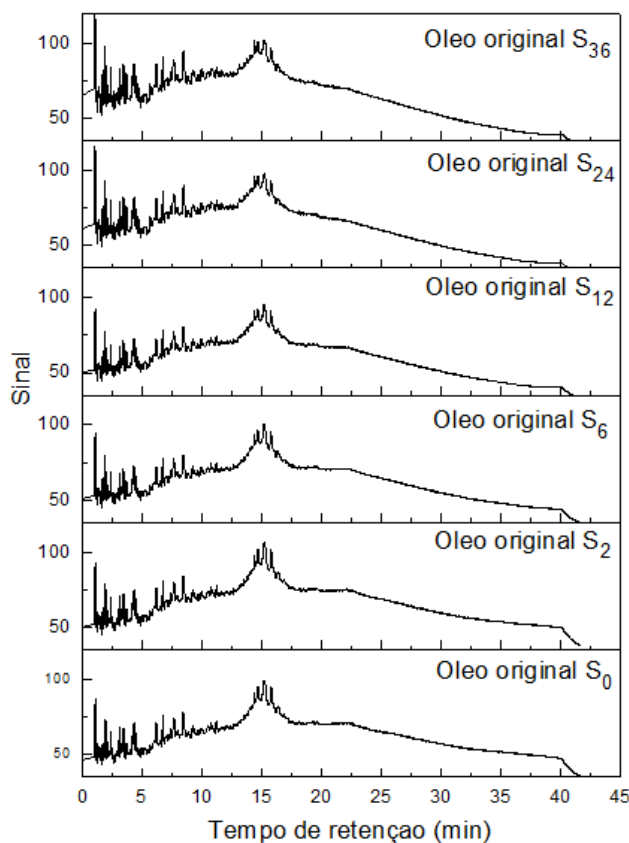 Oleo original S36
100
50
Oleo original S24
100
50
Oleo original S12
100
50
Oleo original S6
100
50
Oleo original S2
100
50
Oleo original S0
100
50
Sinal
0 5 10 15 20 25 30 35 40 45
Tempo de retençao (min)